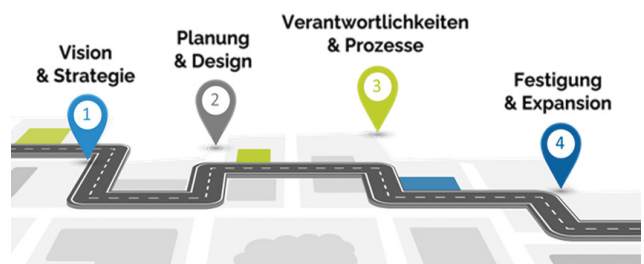 Vision
& Strategie
1
Planung
& Design
2
Verantwortlichkeiten
& Prozesse
3
Festigung
& Expansion
4